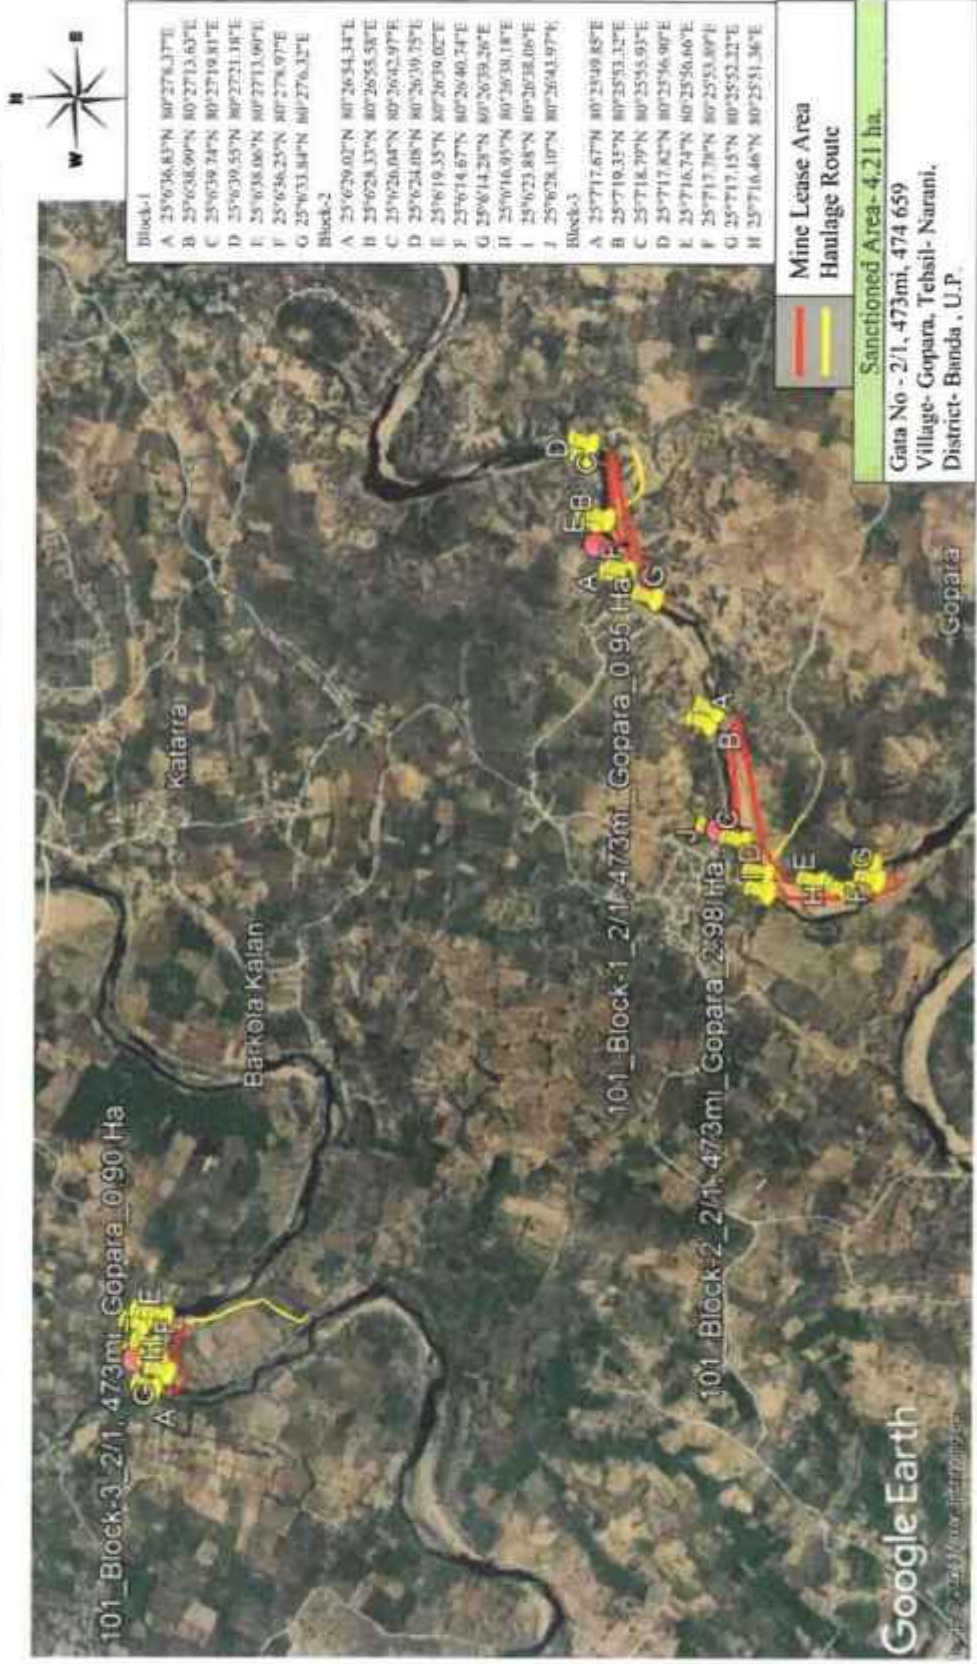 N
W
E
Block-1
A 25°6'36.83"N 80°27'6.37"E
B 25°6'38.99"N 80°27'13.63"E
C 25°6'39.74"N 80°27'19.81"E
D 25°6'39.55"N 80°27'21.18"E
E 25°6'38.06"N 80°27'13.99"E
F 25°6'36.25"N 80°27'8.97"E
G 25°6'33.84"N 80°27'6.32"E
Block-2
A 25°6'29.02"N 80°26'54.34"E
B 25°6'28.33"N 80°26'55.58"E
C 25°6'26.04"N 80°26'42.97"E
D 25°6'24.08"N 80°26'39.75"E
E 25°6'19.35"N 80°26'39.02"E
F 25°6'14.67"N 80°26'40.74"E
G 25°6'14.28"N 80°26'39.26"E
H 25°6'16.95"N 80°26'38.18"E
I 25°6'23.88"N 80°26'38.06"E
J 25°6'28.10"N 80°26'43.97"E
Block-3
A 25°7'17.67"N 80°25'49.85"E
B 25°7'19.35"N 80°25'53.32"E
C 25°7'18.79"N 80°25'55.93"E
D 25°7'17.82"N 80°25'56.90"E
E 25°7'16.74"N 80°25'56.66"E
F 25°7'17.78"N 80°25'53.89"E
G 25°7'17.15"N 80°25'52.22"E
H 25°7'16.46"N 80°25'51.36"E
Mine Lease Area
Haulage Route
Sanctioned Area- 4.21 ha.
Gata No - 2/1, 473mi, 474 659
Village- Gopara, Tehsil- Narani,
District- Banda , U.P.
101_Block-3_2/1, 473mi_Gopara_0.90 Ha
G
H
F
E
A
Katarra
Barkola Kalan
D
C
E
B
F
A
G
101_Block-1_2/1, 473mi_Gopara_0.95 Ha
A
B
C
J
D
I
E
H
F
G
101_Block-2_2/1, 473mi_Gopara_2.98 Ha
Gopara
Google Earth